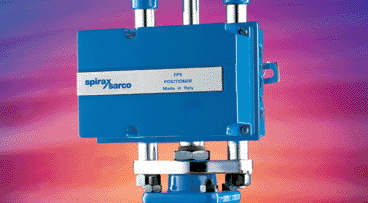 spirax
/sarco
PP5
POSITIONER
Made in Italy